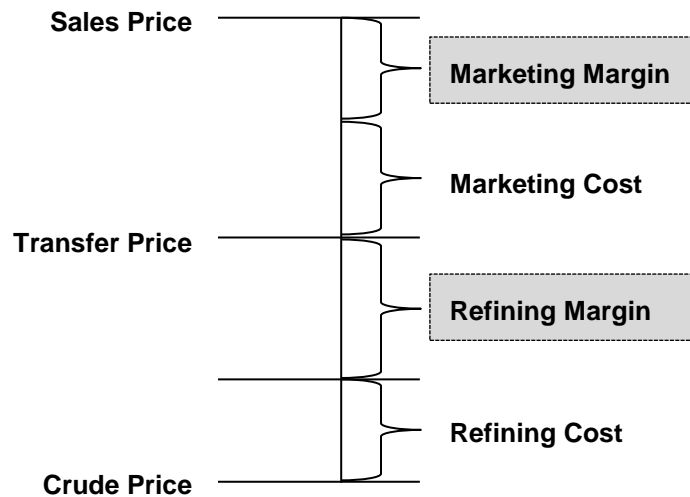 Sales Price
Marketing Margin
Marketing Cost
Transfer Price
Refining Margin
Refining Cost
Crude Price